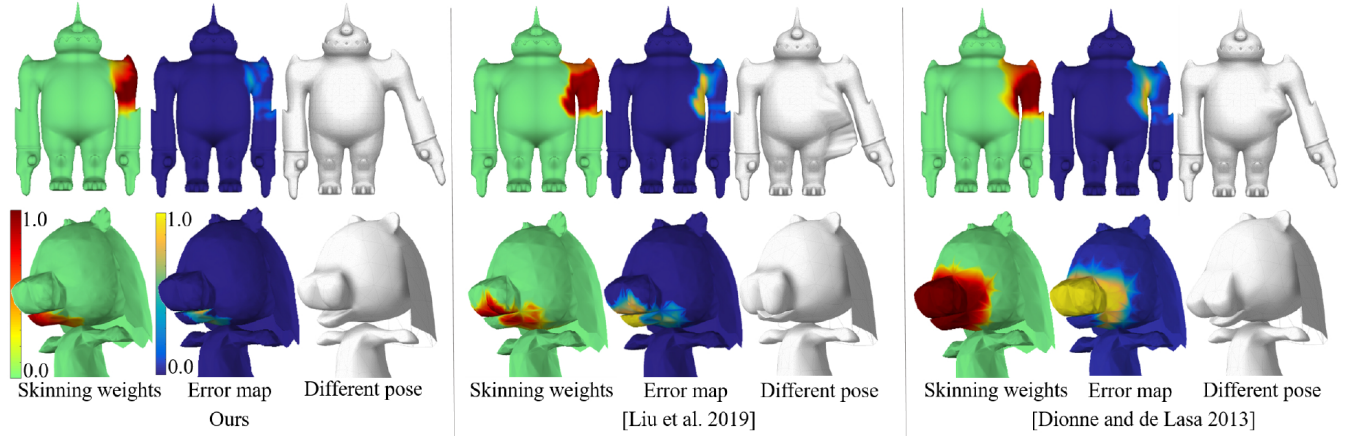 1.0
1.0
0.0
0.0
Skinning weights Error map Different pose
Skinning weights Error map Different pose
Skinning weights Error map Different pose
Ours
[Liu et al. 2019]
[Dionne and de Lasa 2013]